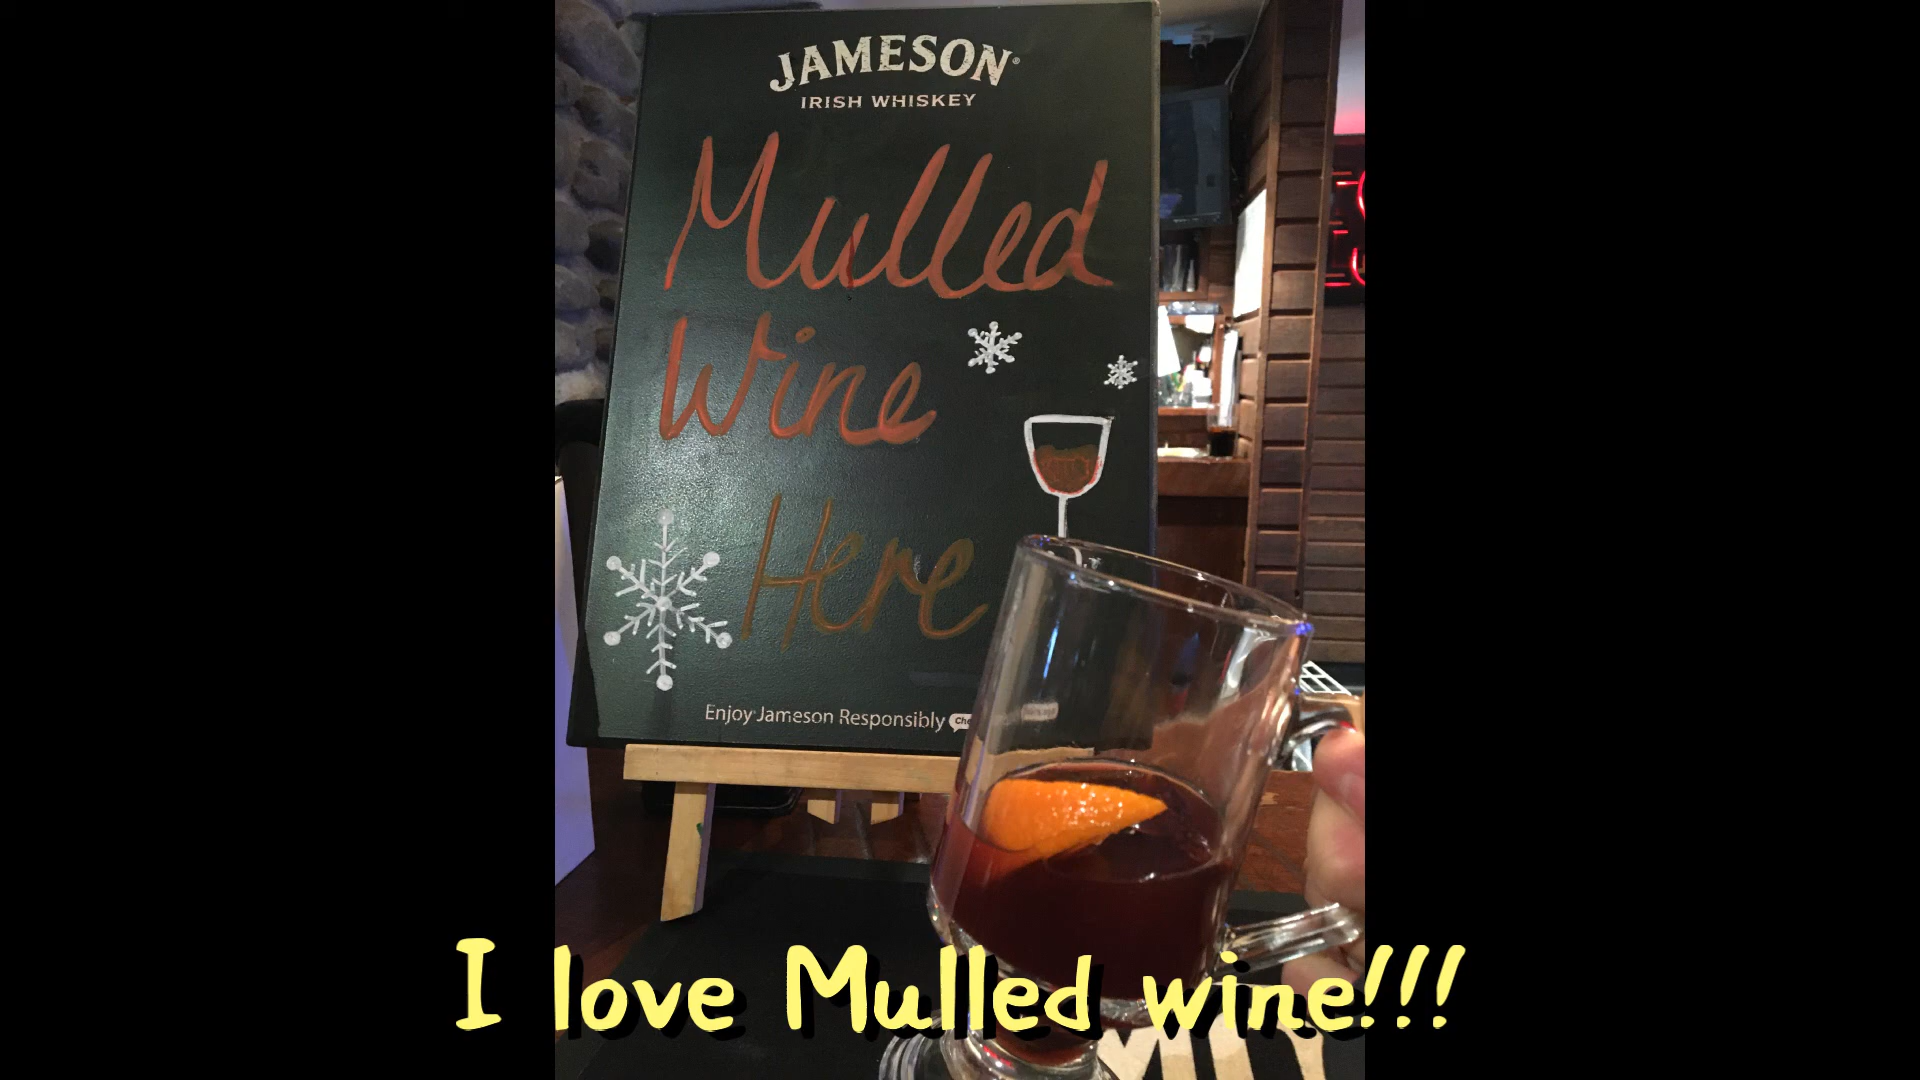 JAMESON®
IRISH WHISKEY
Mulled
Wine
Here
Enjoy Jameson Responsibly
I love Mulled wine!!!